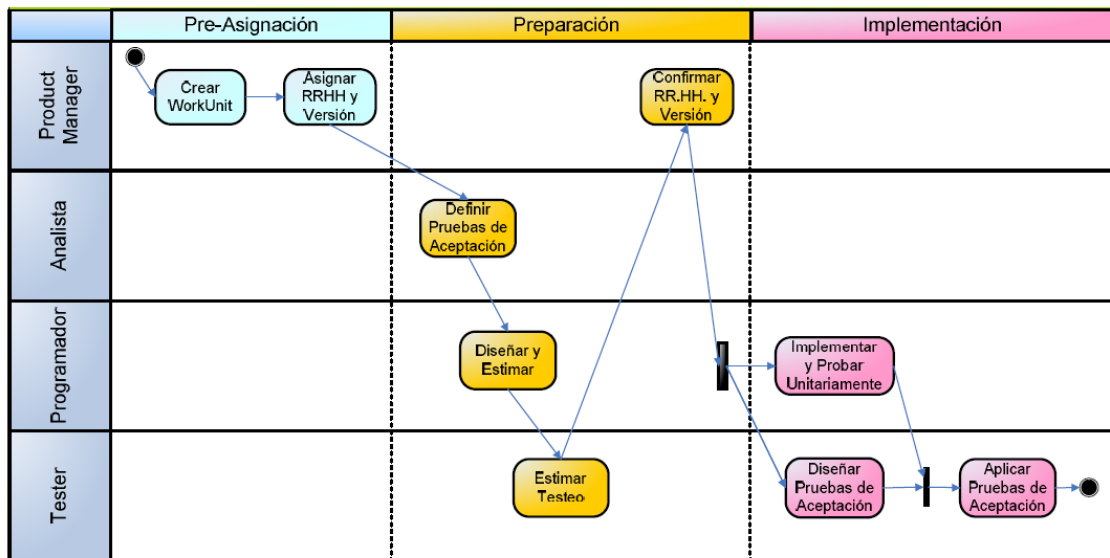 Pre-Asignación
Preparación
Implementación
Product
Manager
Crear
WorkUnit
Asignar
RRHH y
Versión
Confirmar
RR.HH. y
Versión
Analista
Definir
Pruebas de
Aceptación
Programador
Diseñar y
Estimar
Implementar
y Probar
Unitariamente
Tester
Estimar
Testeo
Diseñar
Pruebas de
Aceptación
Aplicar
Pruebas de
Aceptación